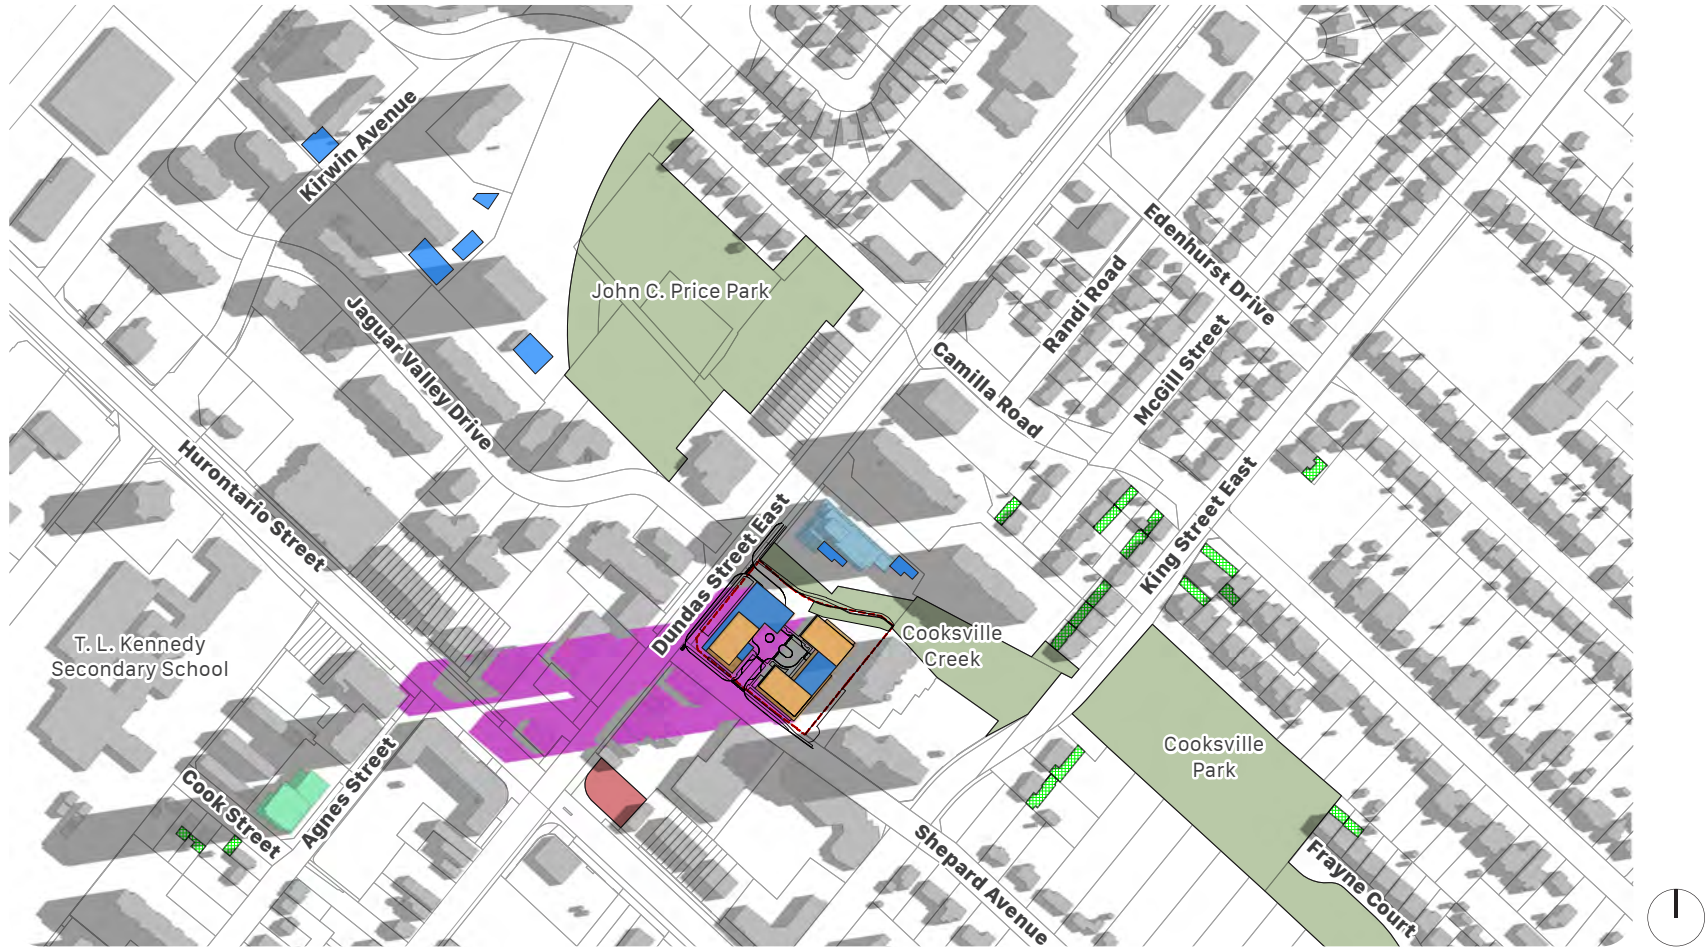 Kirwin Avenue
John C. Price Park
Edenhurst Drive
Randi Road
McGill Street
Camilla Road
Jaguar Valley Drive
Hurontario Street
King Street East
Dundas Street East
T. L. Kennedy
Secondary School
Cooksville
Creek
Cooksville
Park
Cook Street
Agnes Street
Shepard Avenue
Frayne Court